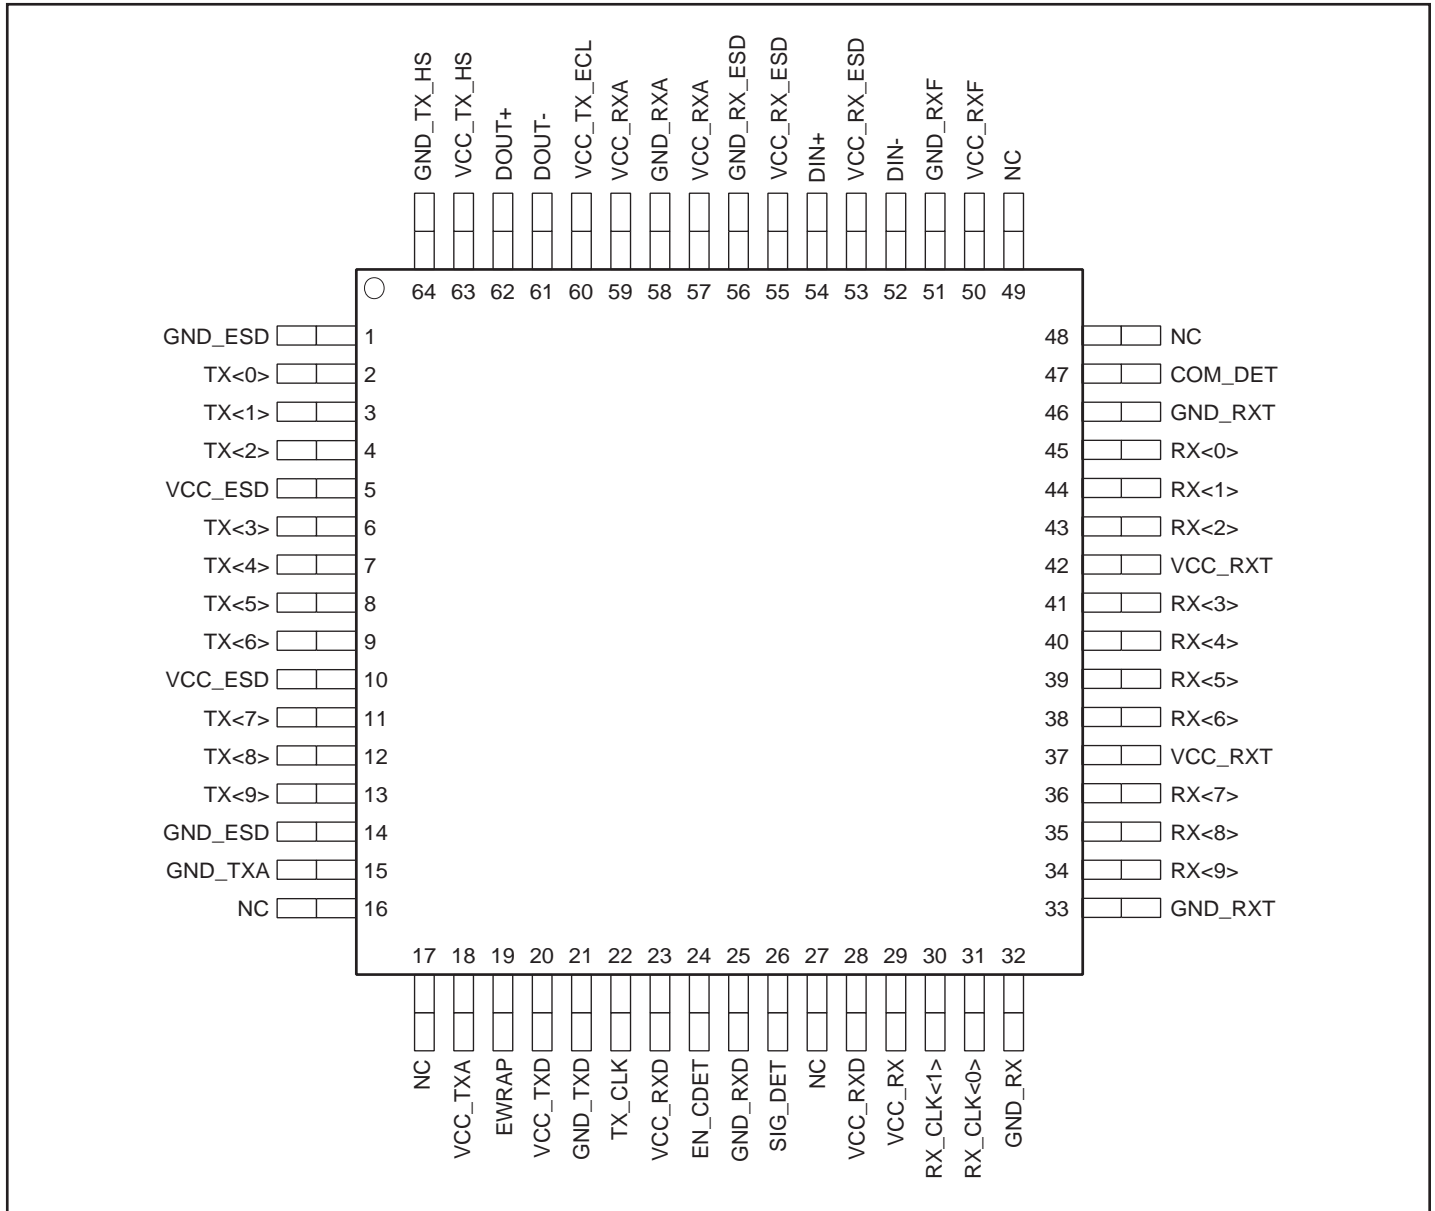 GND_TX_HS
VCC_TX_HS
DOUT+
DOUT-
VCC_TX_ECL
VCC_RXA
GND_RXA
VCC_RXA
GND_RX_ESD
VCC_RX_ESD
DIN+
VCC_RX_ESD
DIN-
GND_RXF
VCC_RXF
NC
64 63 62 61 60 59 58 57 56 55 54 53 52 51 50 49
GND_ESD 1
TX<0> 2
TX<1> 3
TX<2> 4
VCC_ESD 5
TX<3> 6
TX<4> 7
TX<5> 8
TX<6> 9
VCC_ESD 10
TX<7> 11
TX<8> 12
TX<9> 13
GND_ESD 14
GND_TXA 15
NC 16
48 NC
47 COM_DET
46 GND_RXT
45 RX<0>
44 RX<1>
43 RX<2>
42 VCC_RXT
41 RX<3>
40 RX<4>
39 RX<5>
38 RX<6>
37 VCC_RXT
36 RX<7>
35 RX<8>
34 RX<9>
33 GND_RXT
17 18 19 20 21 22 23 24 25 26 27 28 29 30 31 32
NC
VCC_TXA
EWRAP
VCC_TXD
GND_TXD
TX_CLK
VCC_RXD
EN_CDET
GND_RXD
SIG_DET
NC
VCC_RXD
VCC_RX
RX_CLK<1>
RX_CLK<0>
GND_RX